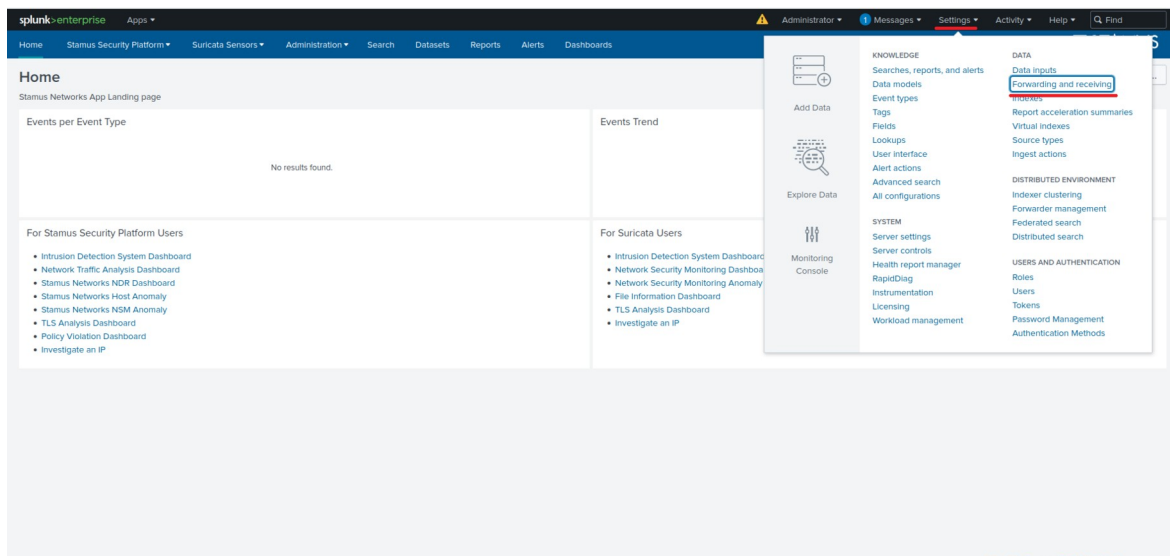 splunk>enterprise Apps Administrator 1 Messages Settings Activity Help Find
Home Stamus Security Platform Suricata Sensors Administration Search Datasets Reports Alerts Dashboards
Home
Stamus Networks App Landing page
Events per Event Type
No results found.
Events Trend
For Stamus Security Platform Users
Intrusion Detection System Dashboard
Network Traffic Analysis Dashboard
Stamus Networks NDR Dashboard
Stamus Networks Host Anomaly
Stamus Networks NSM Anomaly
TLS Analysis Dashboard
Policy Violation Dashboard
Investigate an IP
For Suricata Users
Intrusion Detection System Dashboard
Network Security Monitoring Dashboa
Network Security Monitoring Anomaly
File Information Dashboard
TLS Analysis Dashboard
Investigate an IP
Add Data
Explore Data
Monitoring
Console
KNOWLEDGE
Searches, reports, and alerts
Data models
Event types
Tags
Fields
Lookups
User interface
Alert actions
Advanced search
All configurations
SYSTEM
Server settings
Server controls
Health report manager
RapidDiag
Instrumentation
Licensing
Workload management
DATA
Data inputs
Forwarding and receiving
Indexes
Report acceleration summaries
Virtual indexes
Source types
Ingest actions
DISTRIBUTED ENVIRONMENT
Indexer clustering
Forwarder management
Federated search
Distributed search
USERS AND AUTHENTICATION
Roles
Users
Tokens
Password Management
Authentication Methods